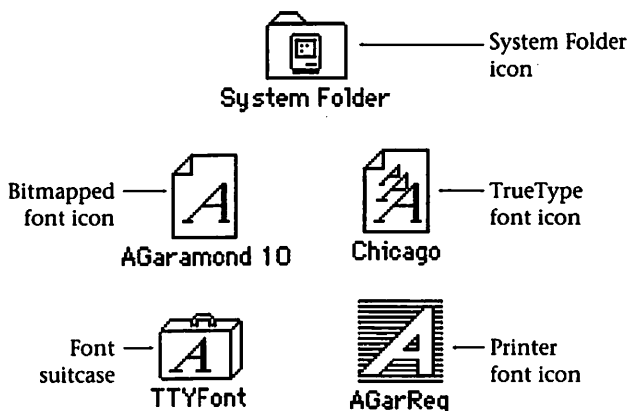 System Folder
icon
System Folder
Bitmapped
font icon
AGaramond 10
Chicago
TrueType
font icon
Font
suitcase
TTYFont
AGarReg
Printer
font icon